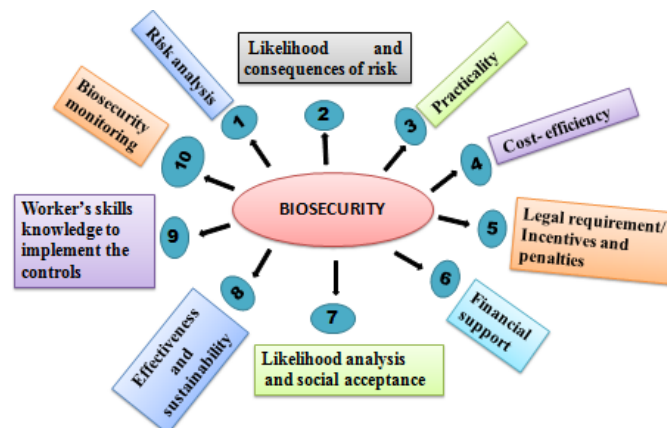 Risk analysis
1
Likelihood and
consequences of risk
2
Practicality
3
Cost- efficiency
4
Legal requirement/
Incentives and
penalties
5
Financial
support
6
Likelihood analysis
and social acceptance
7
Effectiveness
and
sustainability
8
Worker's skills
knowledge to
implement the
controls
9
Biosecurity
monitoring
10
BIOSECURITY